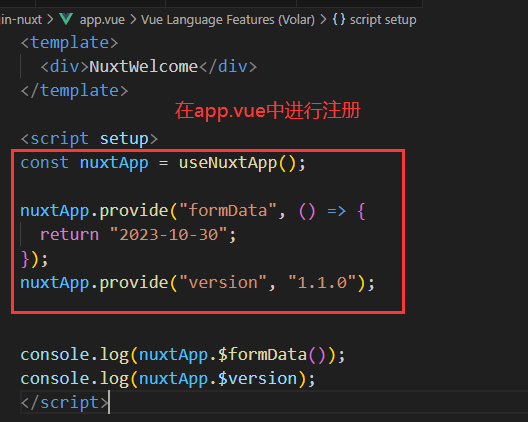 gin-nuxt > app.vue > Vue Language Features (Volar) > {} script setup
<template>
  <div>NuxtWelcome</div>
</template>
在app.vue中进行注册
<script setup>
const nuxtApp = useNuxtApp();
nuxtApp.provide("formData", () => {
  return "2023-10-30";
});
nuxtApp.provide("version", "1.1.0");
console.log(nuxtApp.$formData());
console.log(nuxtApp.$version);
</script>